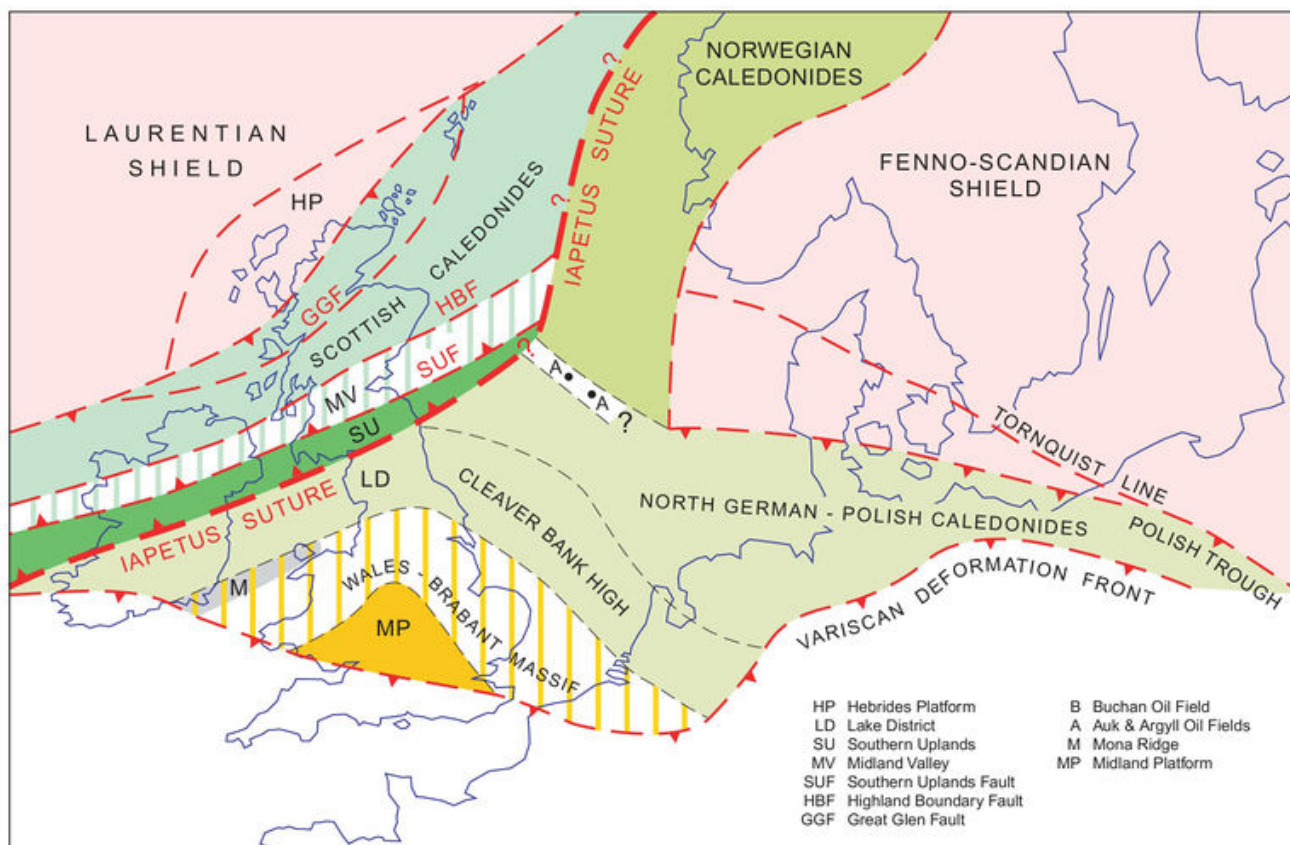 NORWEGIAN
CALEDONIDES
LAURENTIAN
SHIELD
FENNO-SCANDIAN
SHIELD
HP
?
IAPETUS SUTURE
?
SCOTTISH CALEDONIDES
GGF
HBF
SUF
MV
SU
?
A
A
?
LD
IAPETUS SUTURE
M
MP
WALES - BRABANT MASSIF
CLEAVER BANK HIGH
NORTH GERMAN - POLISH CALEDONIDES
TORNQUIST LINE
POLISH TROUGH
VARISCAN DEFORMATION FRONT
HP Hebrides Platform
LD Lake District
SU Southern Uplands
MV Midland Valley
SUF Southern Uplands Fault
HBF Highland Boundary Fault
GGF Great Glen Fault
B Buchan Oil Field
A Auk & Argyll Oil Fields
M Mona Ridge
MP Midland Platform